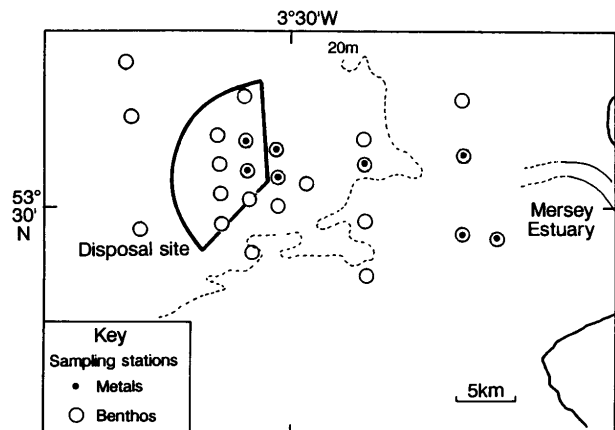 3°30'W
20m
53°
30'
N
Disposal site
Mersey
Estuary
Key
Sampling stations
Metals
Benthos
5km